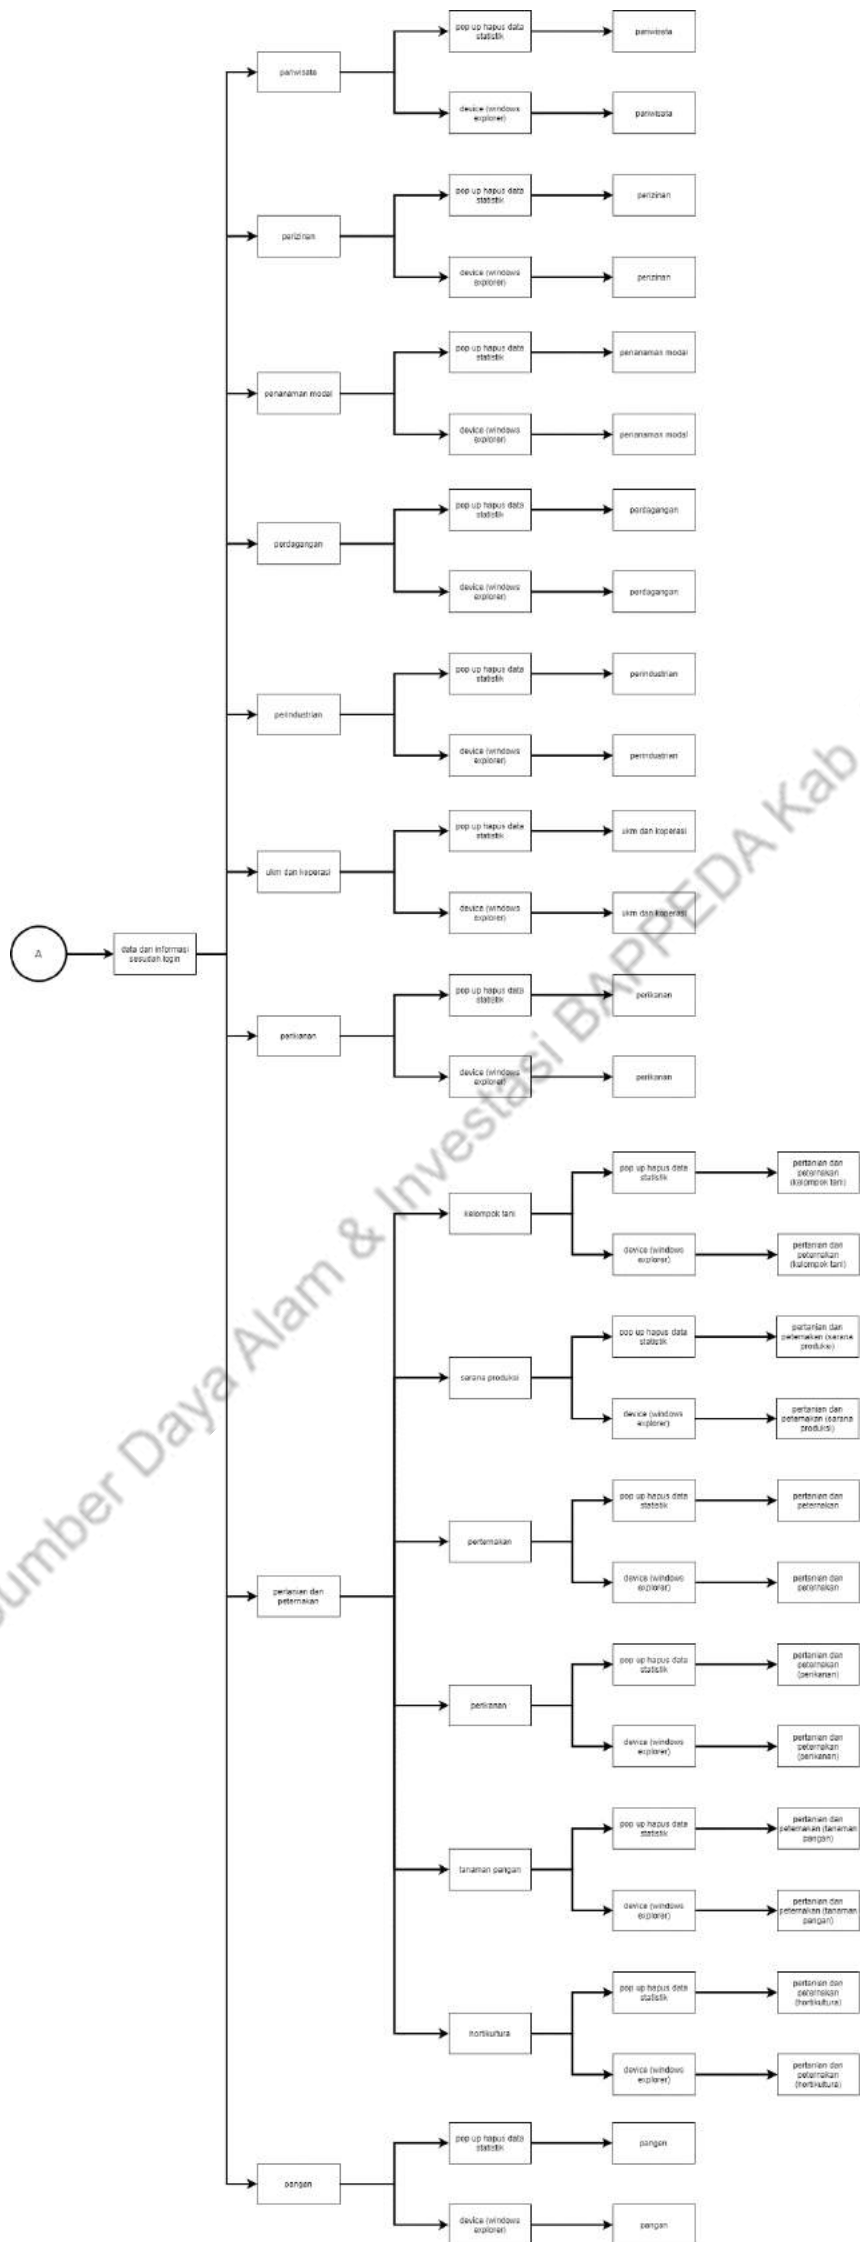 pop up hapus data
statistik
pariwisata
pariwisata
device (windows
explorer)
pariwisata
pop up hapus data
statistik
perizinan
perizinan
device (windows
explorer)
perizinan
pop up hapus data
statistik
penanaman modal
penanaman modal
device (windows
explorer)
penanaman modal
pop up hapus data
statistik
perdagangan
perdagangan
device (windows
explorer)
perdagangan
pop up hapus data
statistik
perindustrian
perindustrian
device (windows
explorer)
perindustrian
pop up hapus data
statistik
ukm dan koperasi
ukm dan koperasi
device (windows
explorer)
ukm dan koperasi
A
data dan informasi
sesudah login
pop up hapus data
statistik
perikanan
perikanan
device (windows
explorer)
perikanan
pop up hapus data
statistik
pertanian dan
peternakan
(kelompok tani)
kelompok tani
device (windows
explorer)
pertanian dan
peternakan
(kelompok tani)
pop up hapus data
statistik
pertanian dan
peternakan (sarana
produksi)
sarana produksi
device (windows
explorer)
pertanian dan
peternakan (sarana
produksi)
pop up hapus data
statistik
pertanian dan
peternakan
perternakan
device (windows
explorer)
pertanian dan
peternakan
pertanian dan
peternakan
pop up hapus data
statistik
pertanian dan
peternakan
(perikanan)
perikanan
device (windows
explorer)
pertanian dan
peternakan
(perikanan)
pop up hapus data
statistik
pertanian dan
peternakan (tanaman
pangan)
tanaman pangan
device (windows
explorer)
pertanian dan
peternakan (tanaman
pangan)
pop up hapus data
statistik
pertanian dan
peternakan
(hortikultura)
hortikultura
device (windows
explorer)
pertanian dan
peternakan
(hortikultura)
pop up hapus data
statistik
pangan
pangan
device (windows
explorer)
pangan
Sumber Daya Alam & Investasi BAPPEDA Kab